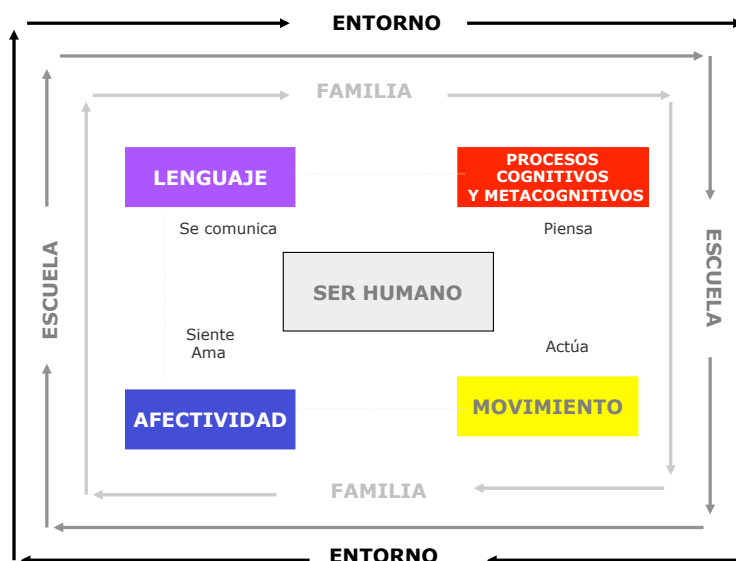 ENTORNO
FAMILIA
LENGUAJE
PROCESOS
COGNITIVOS
Y METACOGNITIVOS
Se comunica
Piensa
ESCUELA
SER HUMANO
ESCUELA
Siente
Ama
Actúa
AFECTIVIDAD
MOVIMIENTO
FAMILIA
ENTORNO